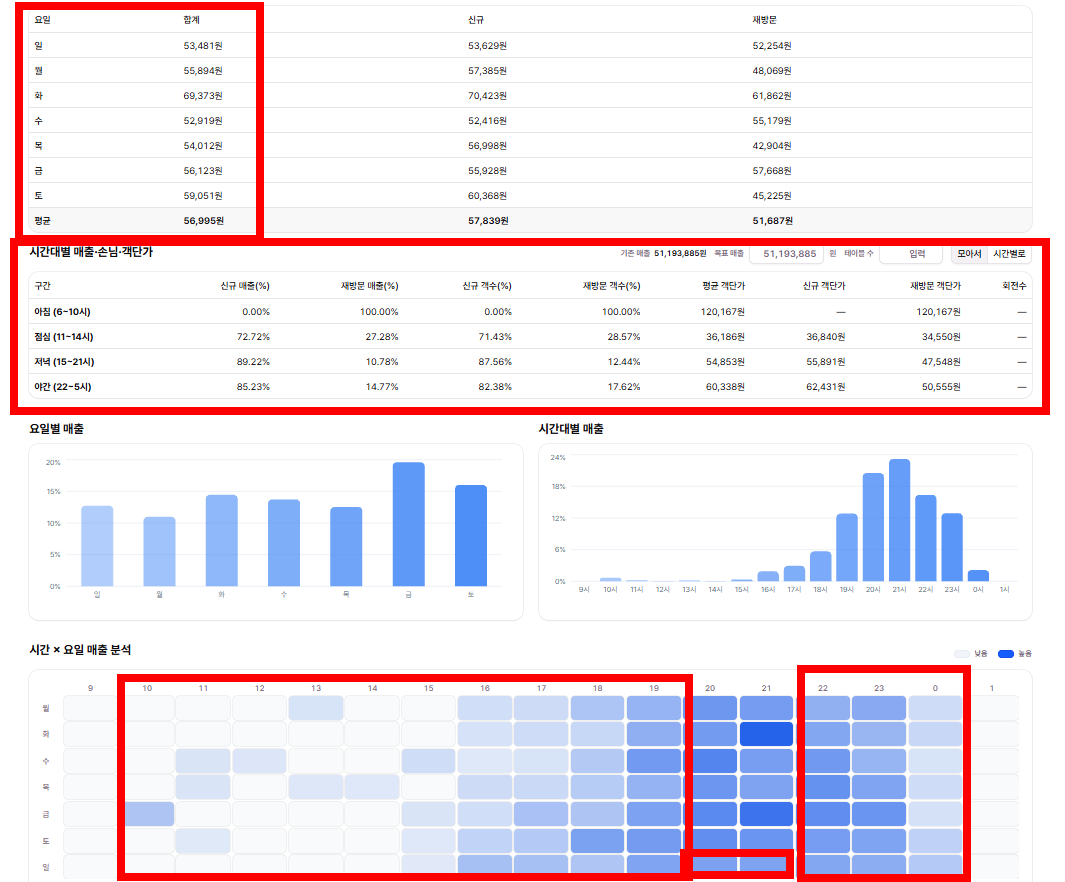 요일 합계 신규 재방문
일 53,481원 53,629원 52,254원
월 55,894원 57,385원 48,069원
화 69,373원 70,423원 61,862원
수 52,919원 52,416원 55,179원
목 54,012원 56,998원 42,904원
금 56,123원 55,928원 57,668원
토 59,051원 60,368원 45,225원
평균 56,995원 57,839원 51,687원
시간대별 매출·손님·객단가 기존 매출 51,193,885원 목표 매출 51,193,885 원 테이블 수 입력 모아서 시간별로
구간 신규 매출(%) 재방문 매출(%) 신규 객수(%) 재방문 객수(%) 평균 객단가 신규 객단가 재방문 객단가 회전수
아침 (6~10시) 0.00% 100.00% 0.00% 100.00% 120,167원 — 120,167원 —
점심 (11~14시) 72.72% 27.28% 71.43% 28.57% 36,186원 36,840원 34,550원 —
저녁 (15~21시) 89.22% 10.78% 87.56% 12.44% 54,853원 55,891원 47,548원 —
야간 (22~5시) 85.23% 14.77% 82.38% 17.62% 60,338원 62,431원 50,555원 —
요일별 매출
20%
15%
10%
5%
0%
일 월 화 수 목 금 토
시간대별 매출
24%
18%
12%
6%
0%
9시 10시 11시 12시 13시 14시 15시 16시 17시 18시 19시 20시 21시 22시 23시 0시 1시
시간 × 요일 매출 분석 낮음 높음
9 10 11 12 13 14 15 16 17 18 19 20 21 22 23 0 1
월
화
수
목
금
토
일